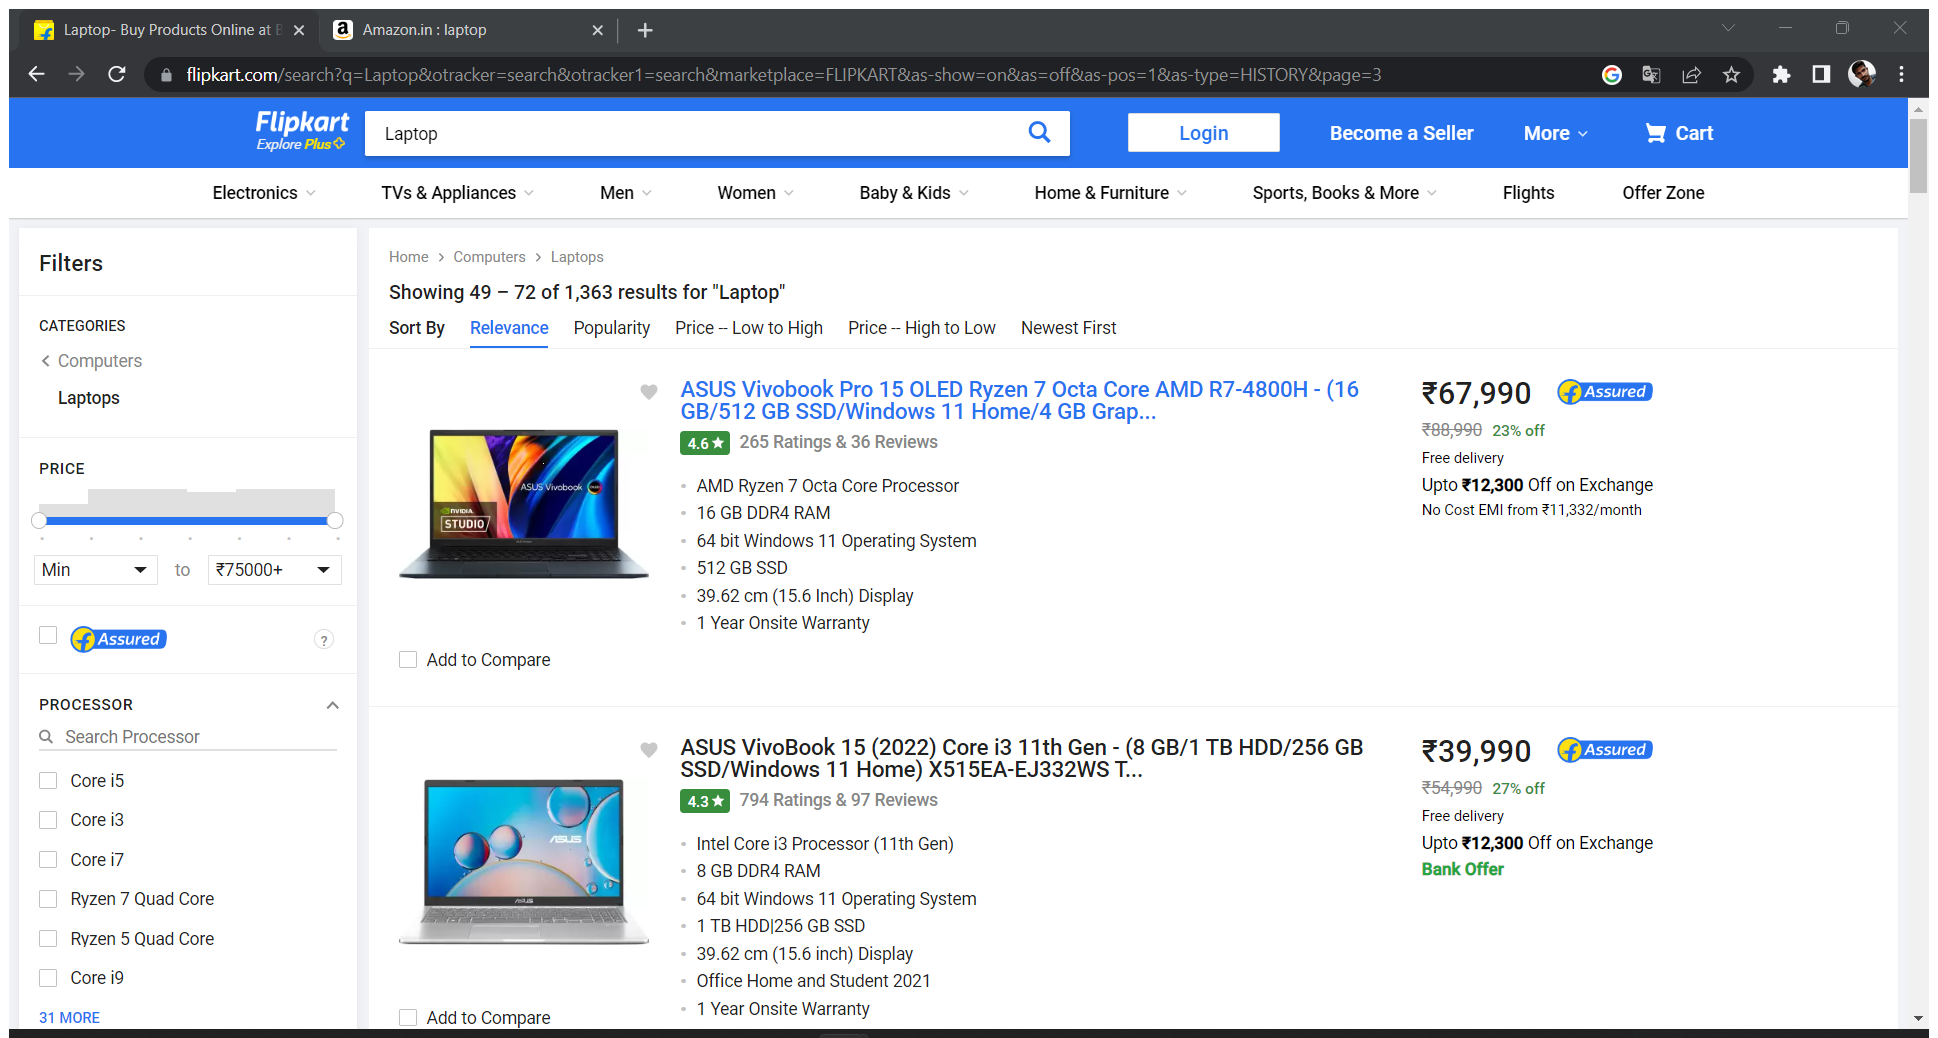 Laptop- Buy Products Online at B
Amazon.in : laptop
flipkart.com/search?q=Laptop&otracker=search&otracker1=search&marketplace=FLIPKART&as-show=on&as=off&as-pos=1&as-type=HISTORY&page=3
Flipkart
Explore Plus
Laptop
Login
Become a Seller
More
Cart
Electronics
TVs & Appliances
Men
Women
Baby & Kids
Home & Furniture
Sports, Books & More
Flights
Offer Zone
Filters
CATEGORIES
Computers
Laptops
PRICE
Min
to
₹75000+
Assured
?
PROCESSOR
Search Processor
Core i5
Core i3
Core i7
Ryzen 7 Quad Core
Ryzen 5 Quad Core
Core i9
31 MORE
Home > Computers > Laptops
Showing 49 – 72 of 1,363 results for "Laptop"
Sort By
Relevance
Popularity
Price -- Low to High
Price -- High to Low
Newest First
ASUS Vivobook
NVIDIA
STUDIO
Add to Compare
ASUS Vivobook Pro 15 OLED Ryzen 7 Octa Core AMD R7-4800H - (16
GB/512 GB SSD/Windows 11 Home/4 GB Grap...
4.6★
265 Ratings & 36 Reviews
AMD Ryzen 7 Octa Core Processor
16 GB DDR4 RAM
64 bit Windows 11 Operating System
512 GB SSD
39.62 cm (15.6 Inch) Display
1 Year Onsite Warranty
₹67,990
Assured
₹88,990
23% off
Free delivery
Upto ₹12,300 Off on Exchange
No Cost EMI from ₹11,332/month
ASUS
ASUS
Add to Compare
ASUS VivoBook 15 (2022) Core i3 11th Gen - (8 GB/1 TB HDD/256 GB
SSD/Windows 11 Home) X515EA-EJ332WS T...
4.3★
794 Ratings & 97 Reviews
Intel Core i3 Processor (11th Gen)
8 GB DDR4 RAM
64 bit Windows 11 Operating System
1 TB HDD|256 GB SSD
39.62 cm (15.6 inch) Display
Office Home and Student 2021
1 Year Onsite Warranty
₹39,990
Assured
₹54,990
27% off
Free delivery
Upto ₹12,300 Off on Exchange
Bank Offer